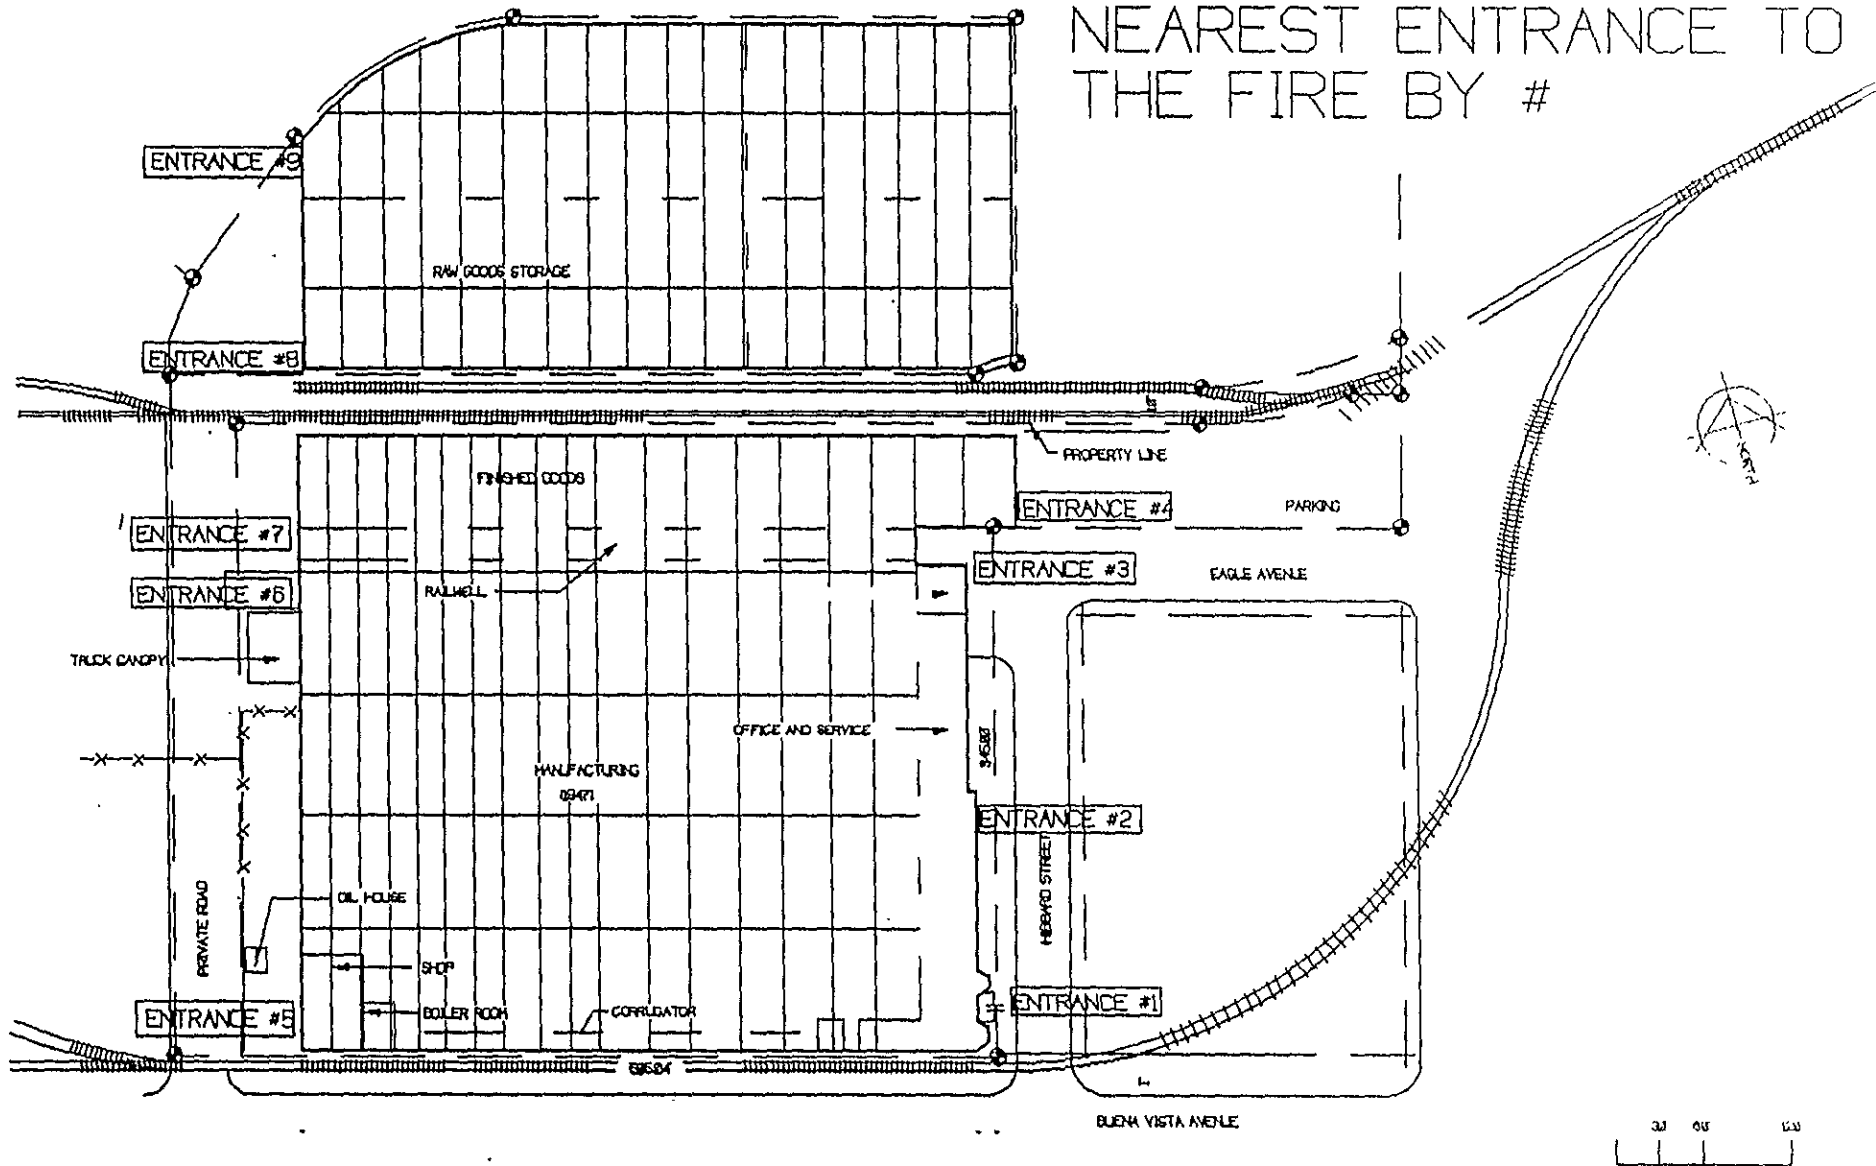 NEAREST ENTRANCE TO
THE FIRE BY #
ENTRANCE #9
RAW GOODS STORAGE
ENTRANCE #8
PROPERTY LINE
FINISHED GOODS
ENTRANCE #4
PARKING
ENTRANCE #7
ENTRANCE #3
EAGLE AVENUE
ENTRANCE #6
RAILWELL
TRUCK CANOPY
OFFICE AND SERVICE
MANUFACTURING
ENTRANCE #2
HIBBARD STREET
OIL HOUSE
PRIVATE ROAD
SHOP
ENTRANCE #1
BOILER ROOM
CORRUGATOR
ENTRANCE #5
BUENA VISTA AVENUE